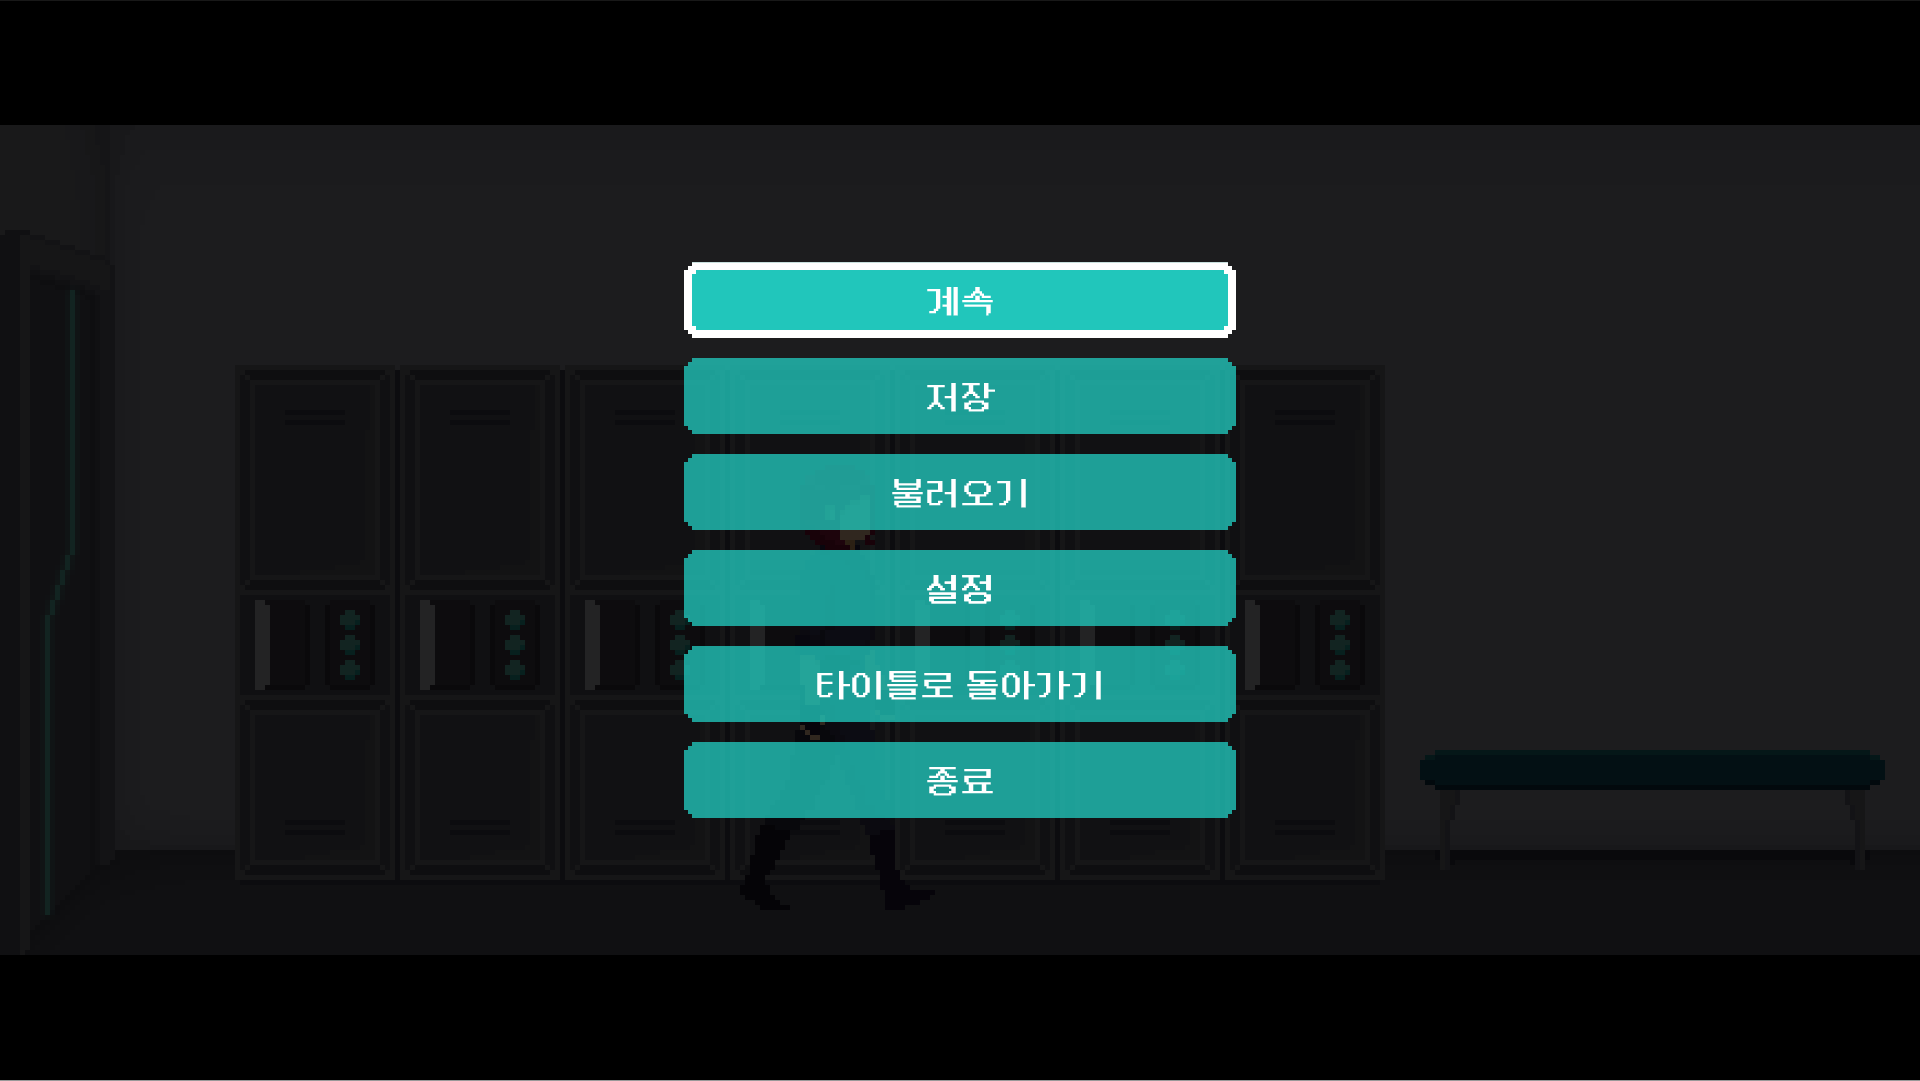 계속
저장
불러오기
설정
타이틀로 돌아가기
종료